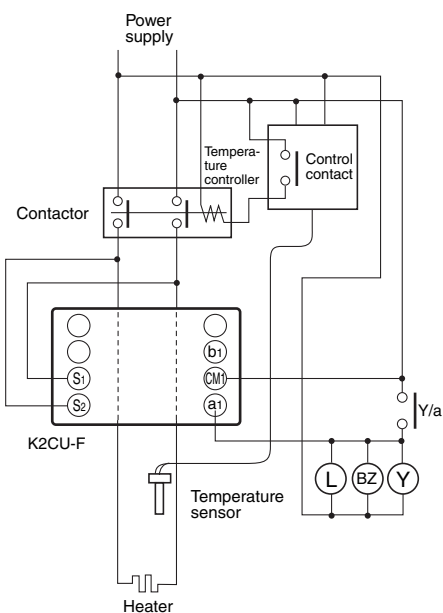 Power
supply
Tempera-
ture
controller
Control
contact
Contactor
b1
S1
CM1
S2
a1
Y/a
K2CU-F
L
BZ
Y
Temperature
sensor
Heater